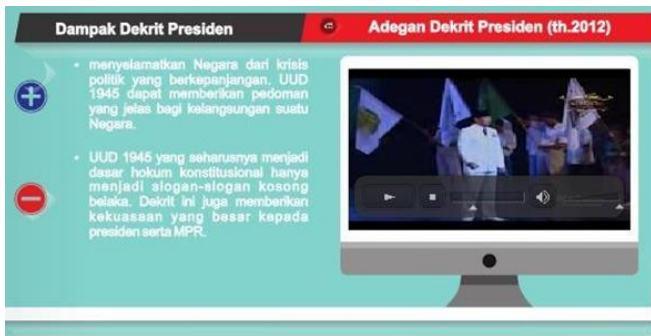 Dampak Dekrit Presiden
Adegan Dekrit Presiden (th.2012)
• menyelamatkan Negara dari krisis
politik yang berkepanjangan. UUD
1945 dapat memberikan pedoman
yang jelas bagi kelangsungan suatu
Negara.
• UUD 1945 yang seharusnya menjadi
dasar hokum konstitusional hanya
menjadi slogan-slogan kosong
belaka. Dekrit ini juga memberikan
kekuasaan yang besar kepada
presiden serta MPR.